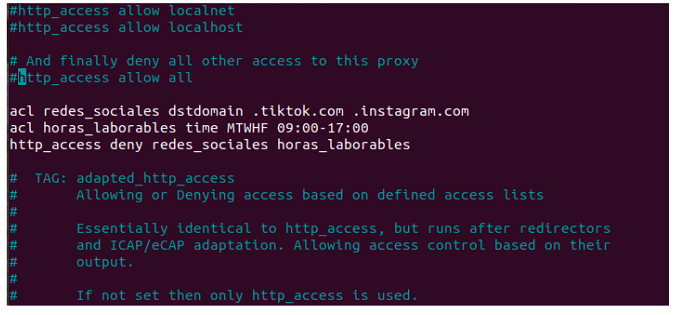 #http_access allow localnet
#http_access allow localhost
# And finally deny all other access to this proxy
#http_access allow all
acl redes_sociales dstdomain .tiktok.com .instagram.com
acl horas_laborables time MTWHF 09:00-17:00
http_access deny redes_sociales horas_laborables
#  TAG: adapted_http_access
#       Allowing or Denying access based on defined access lists
#
#       Essentially identical to http_access, but runs after redirectors
#       and ICAP/eCAP adaptation. Allowing access control based on their
#       output.
#
#       If not set then only http_access is used.